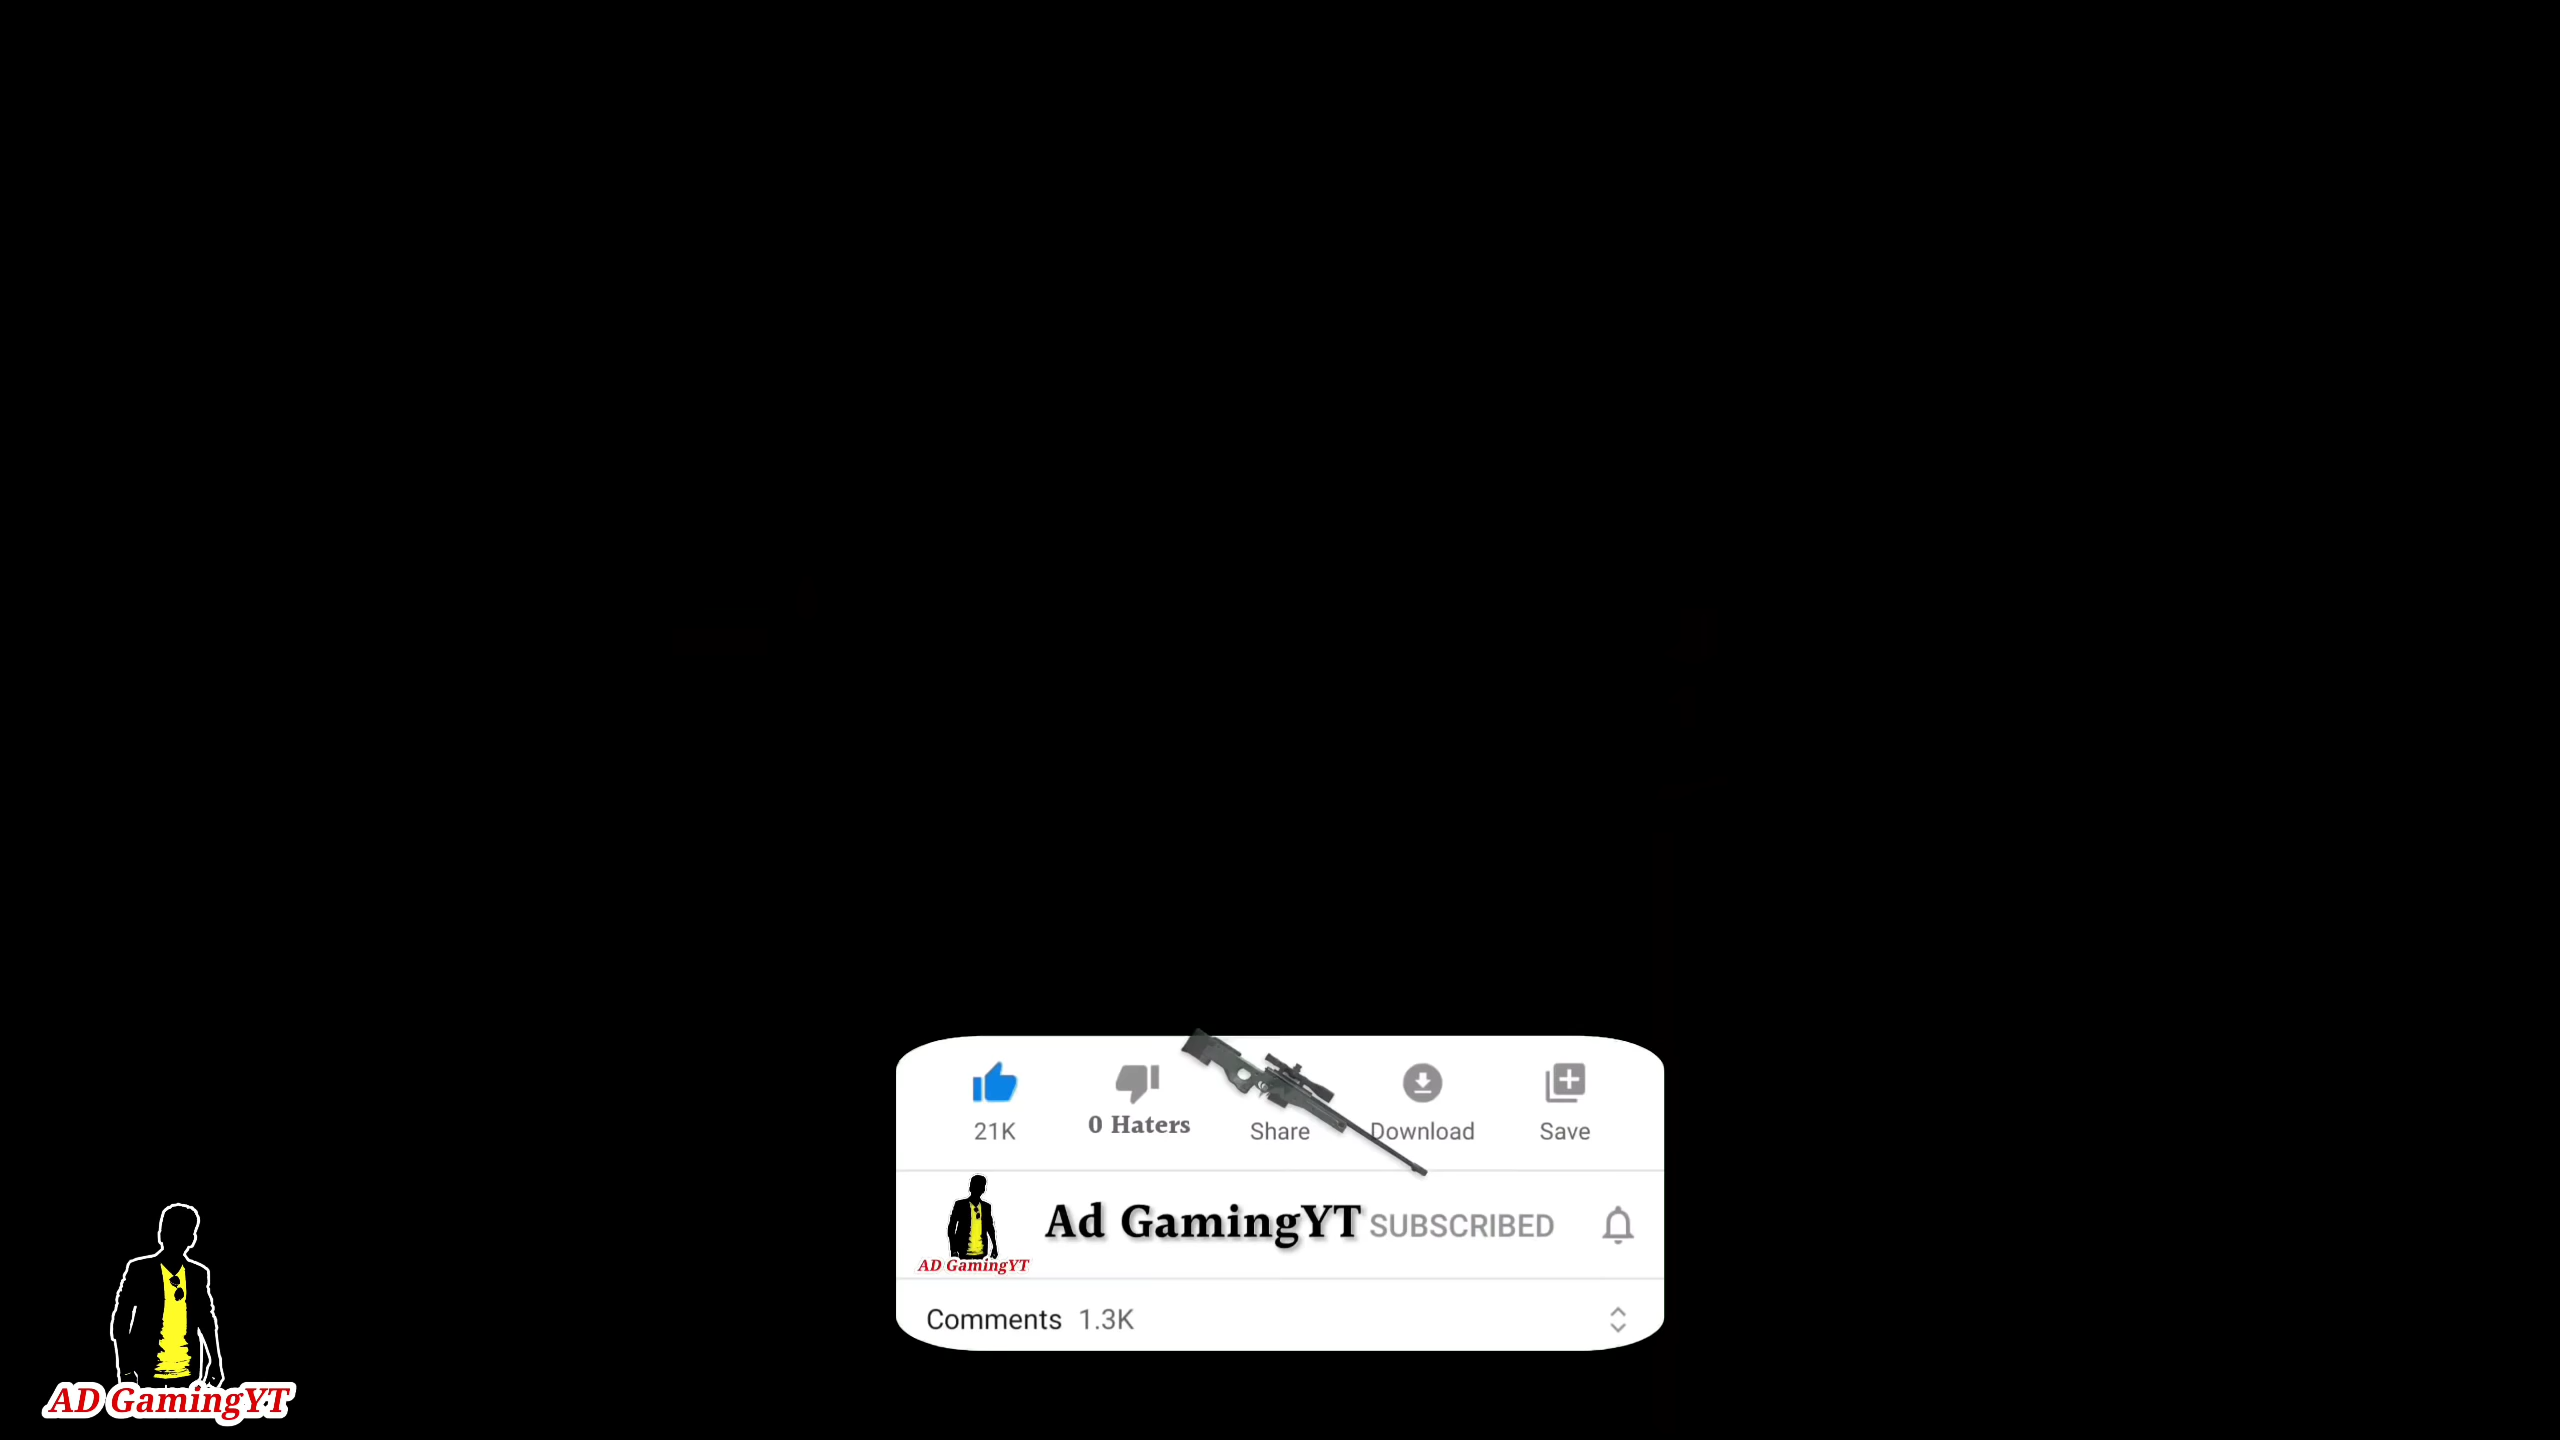 21K
0 Haters
Share
Download
Save
Ad GamingYT SUBSCRIBED
AD GamingYT
Comments 1.3K
AD GamingYT